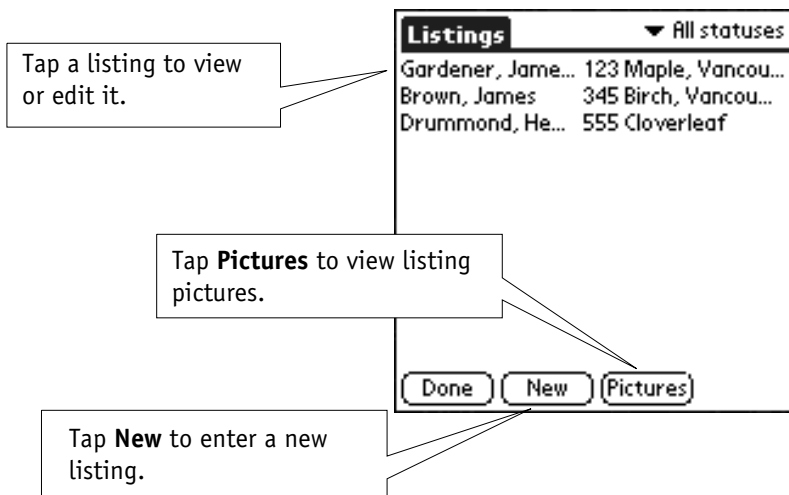 Listings
All statuses
Tap a listing to view
or edit it.
Gardener, Jame... 123 Maple, Vancou...
Brown, James 345 Birch, Vancou...
Drummond, He... 555 Cloverleaf
Tap Pictures to view listing
pictures.
Done New Pictures
Tap New to enter a new
listing.